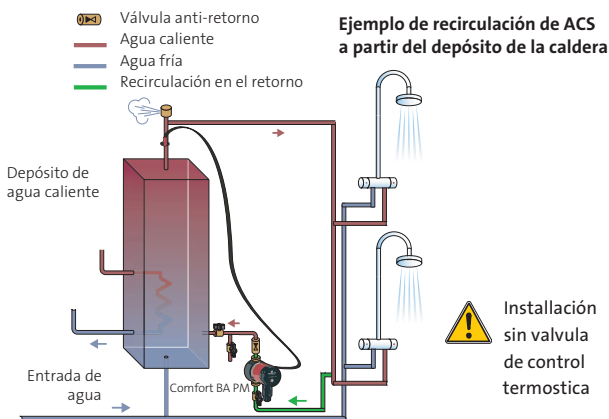 Válvula anti-retorno
Agua caliente
Agua fría
Recirculación en el retorno
Ejemplo de recirculación de ACS
a partir del depósito de la caldera
Depósito de
agua caliente
Entrada de
agua
Comfort BA PM
Installación
sin valvula
de control
termostica